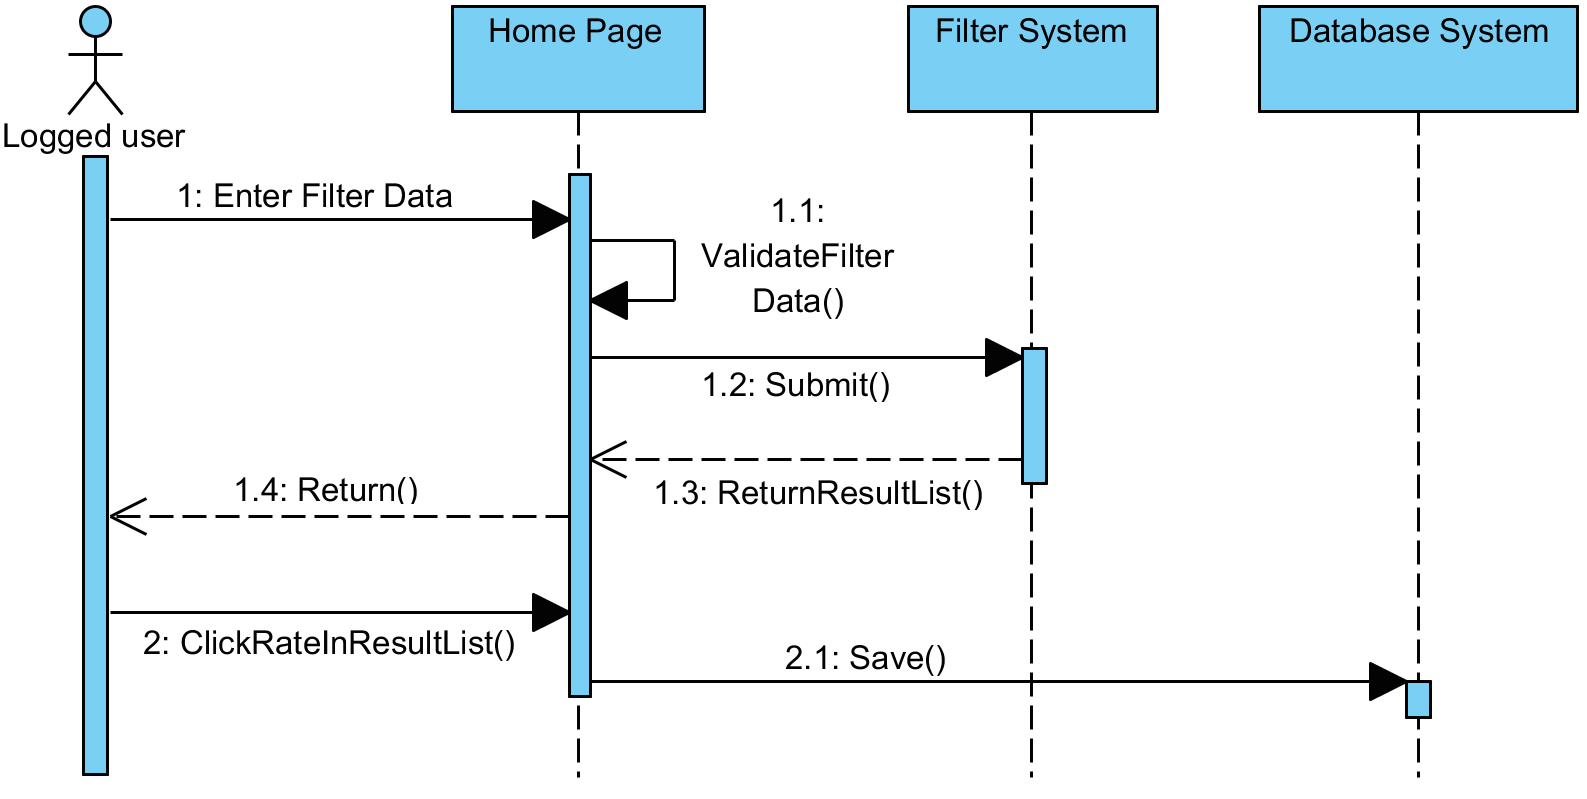 Home Page
Filter System
Database System
Logged user
1: Enter Filter Data
1.1:
ValidateFilter
Data()
1.2: Submit()
1.3: ReturnResultList()
1.4: Return()
2: ClickRateInResultList()
2.1: Save()